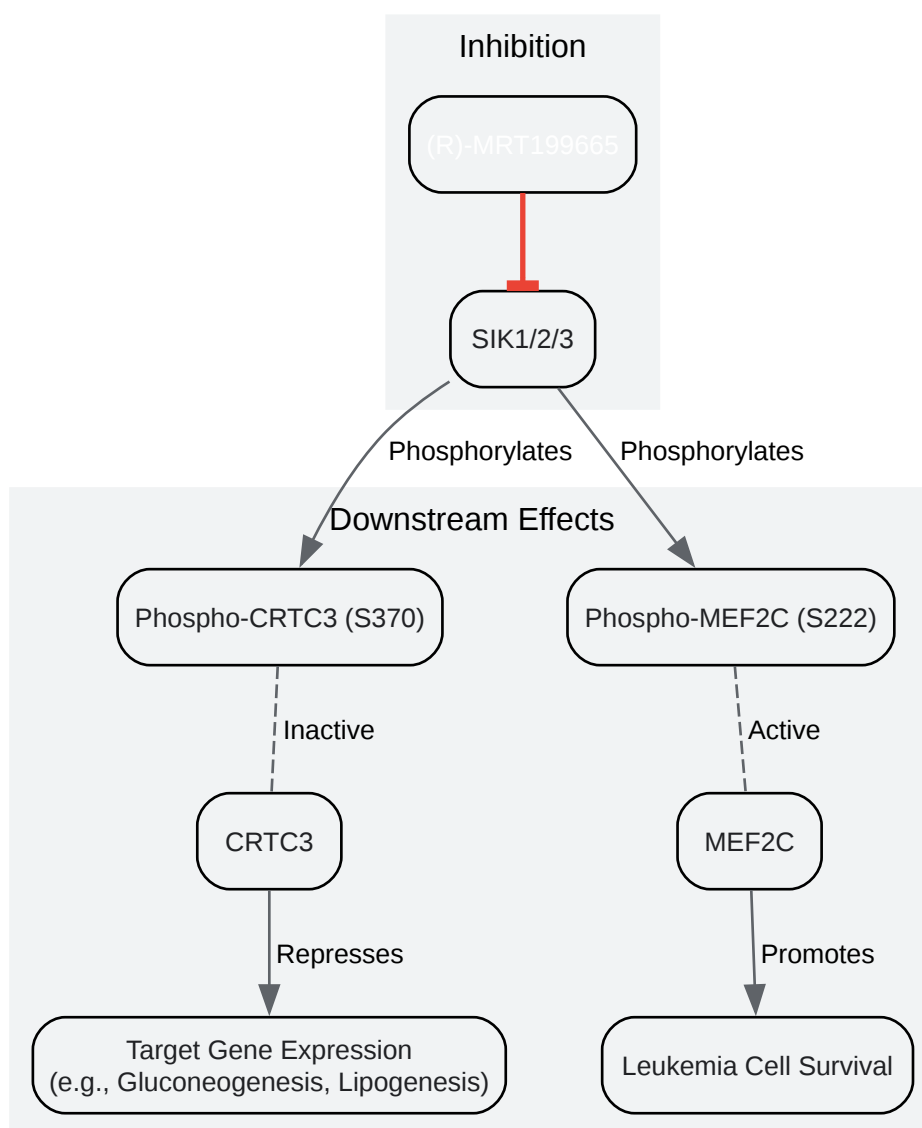 Inhibition
(R)-MRT199665
SIK1/2/3
Phosphorylates
Phosphorylates
Downstream Effects
Phospho-CRTC3 (S370)
Phospho-MEF2C (S222)
Inactive
Active
CRTC3
MEF2C
Represses
Promotes
Target Gene Expression
(e.g., Gluconeogenesis, Lipogenesis)
Leukemia Cell Survival